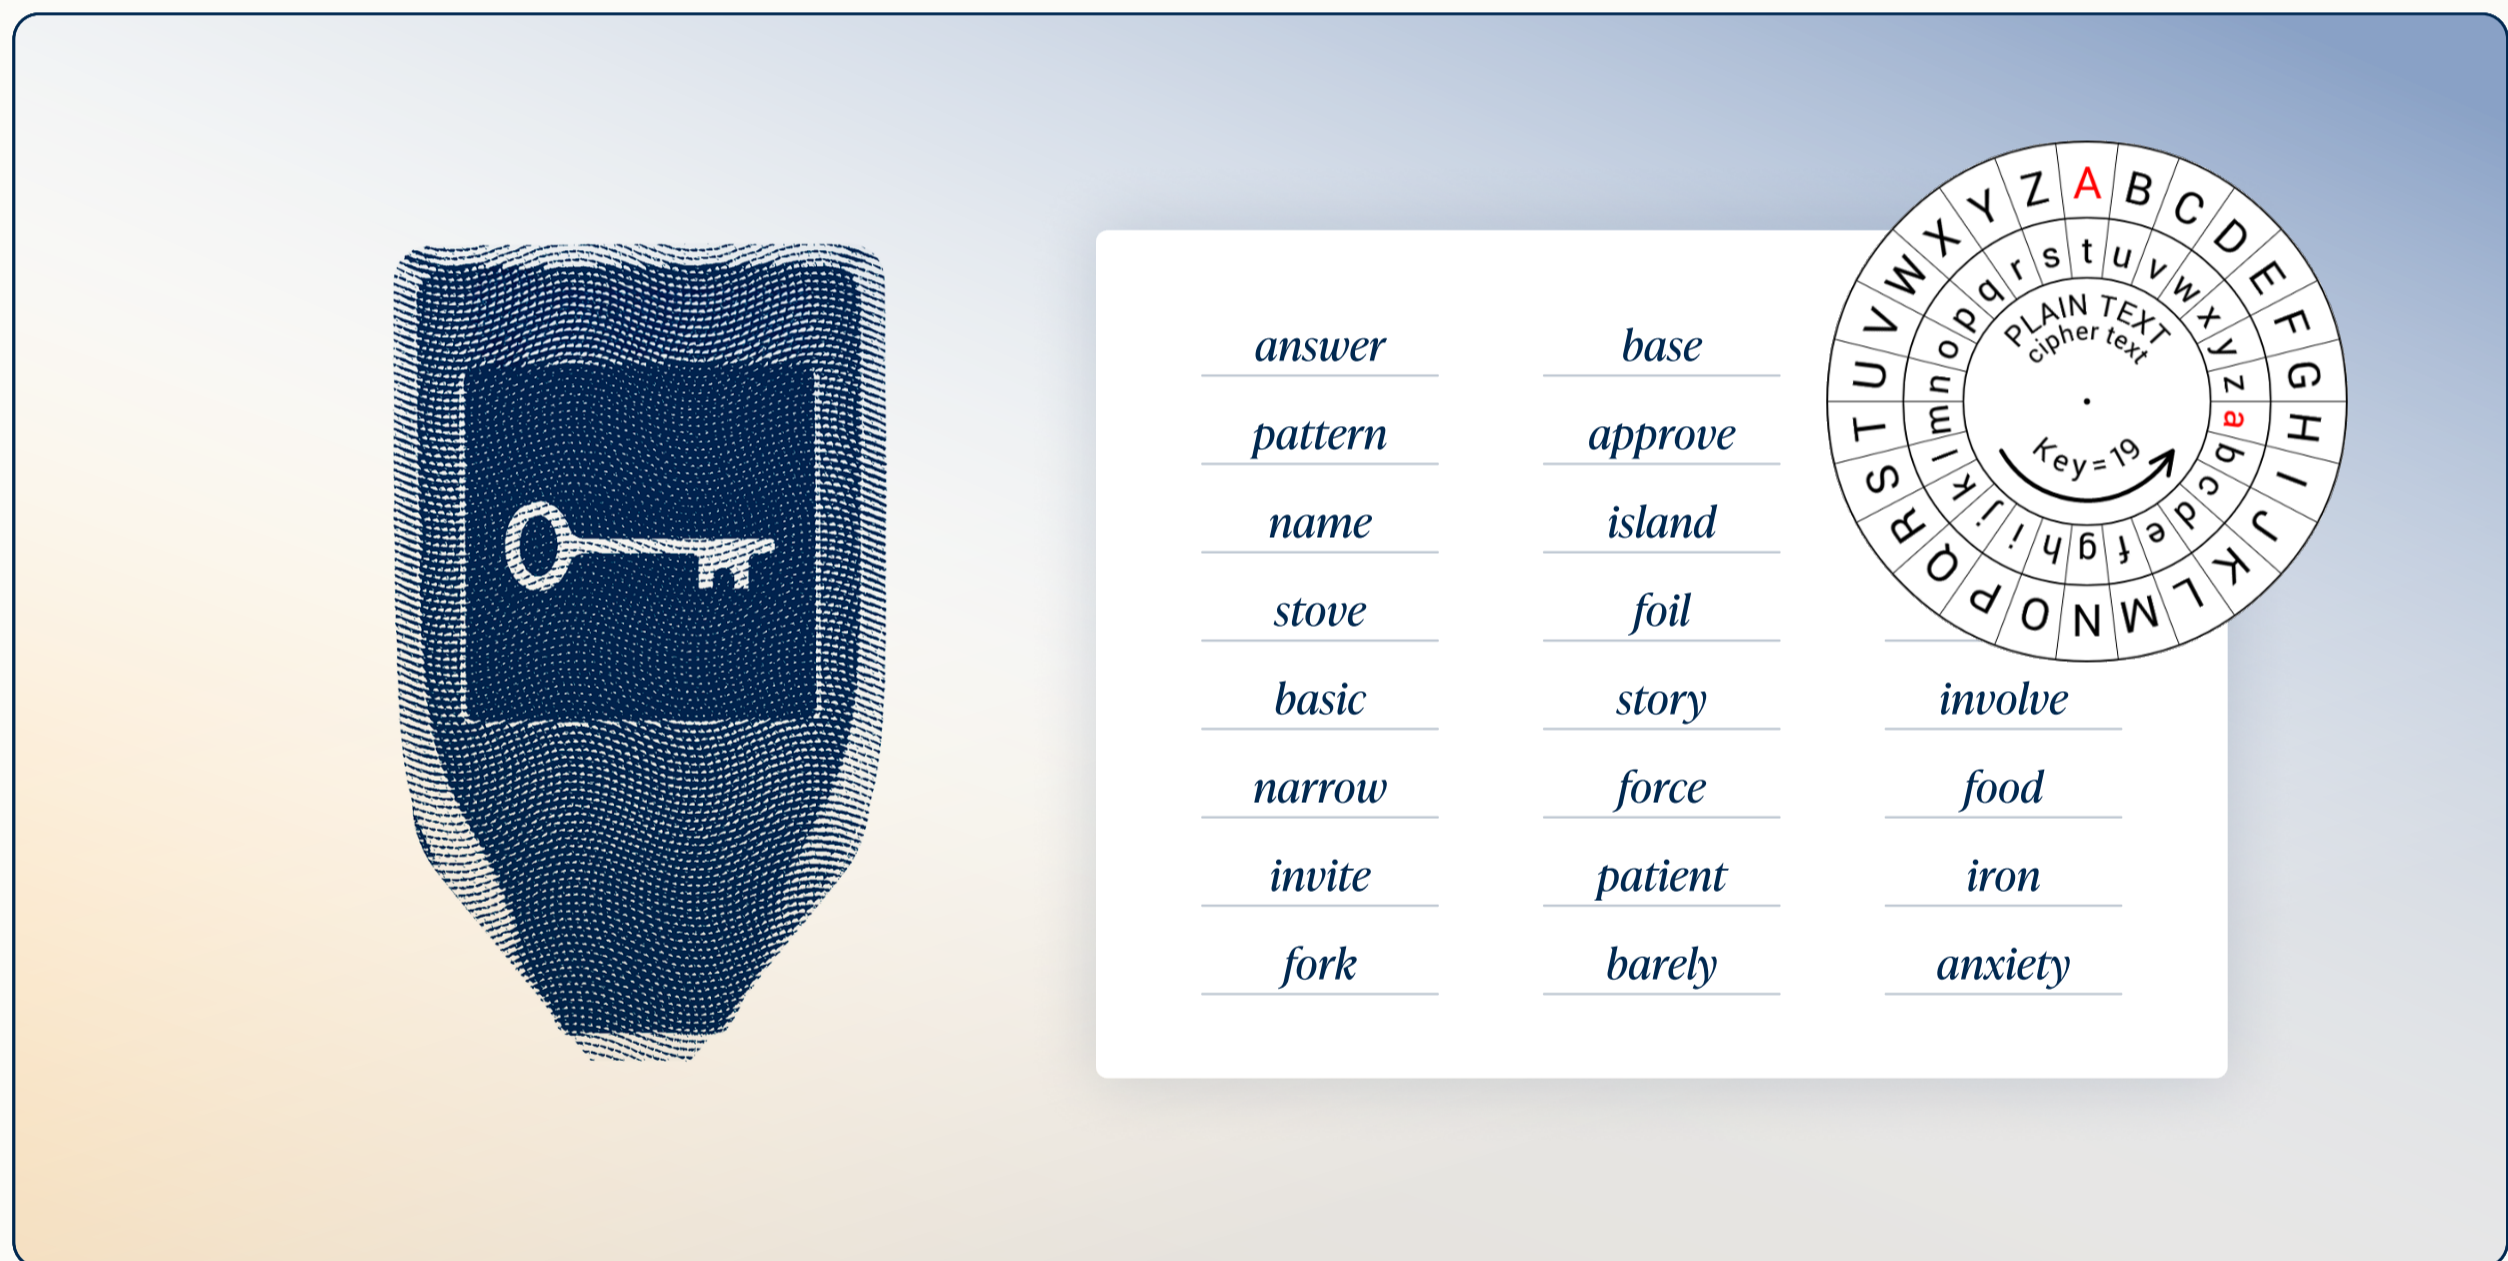 answer base
pattern approve
name island
stove foil
basic story involve
narrow force food
invite patient iron
fork barely anxiety
A B C D E F G H I J K L M N O P Q R S T U V W X Y Z
t u v w x y z a b c d e f g h i j k l m n o p q r s
PLAIN TEXT
cipher text
Key=19